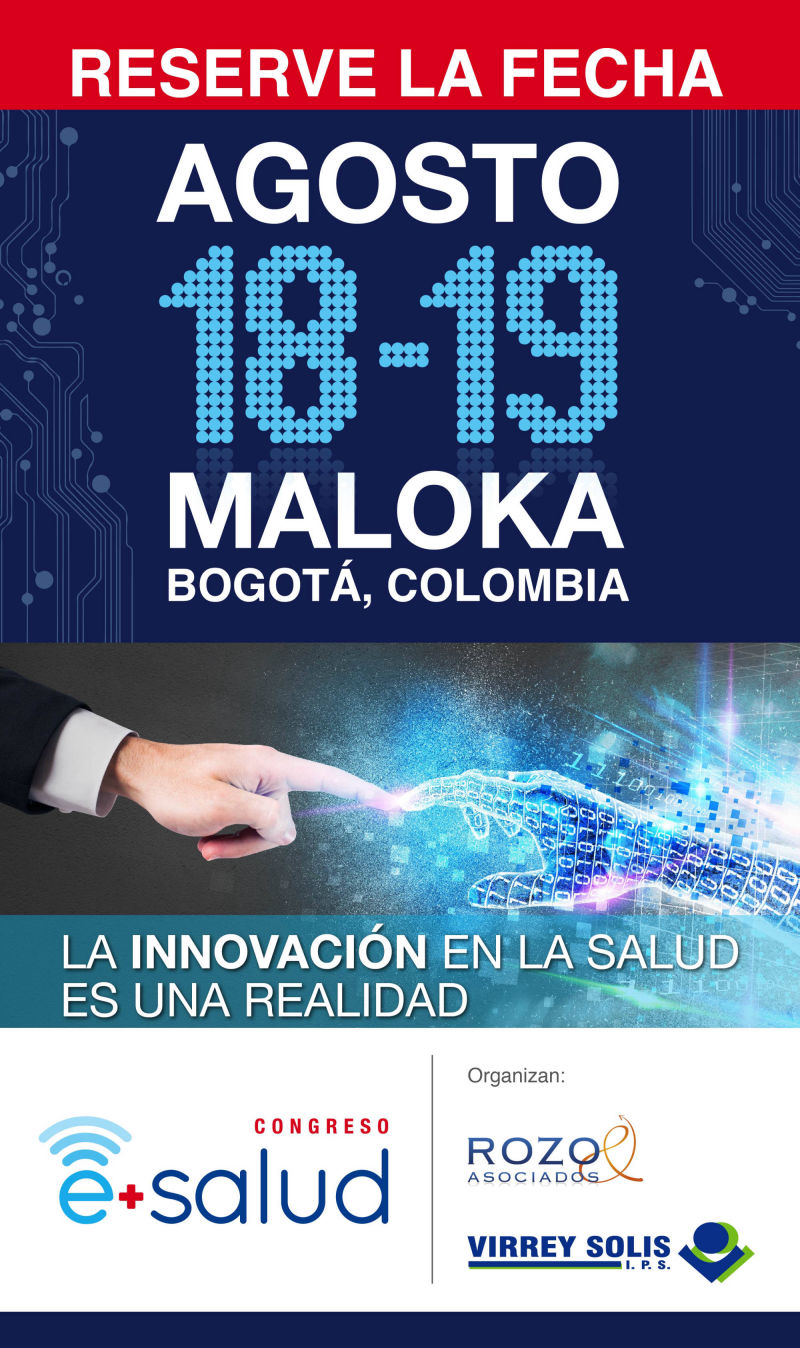 RESERVE LA FECHA
AGOSTO
18-19
MALOKA
BOGOTÁ, COLOMBIA
LA INNOVACIÓN EN LA SALUD
ES UNA REALIDAD
CONGRESO
e+salud
Organizan:
ROZO
ASOCIADOS
VIRREY SOLIS
I. P. S.